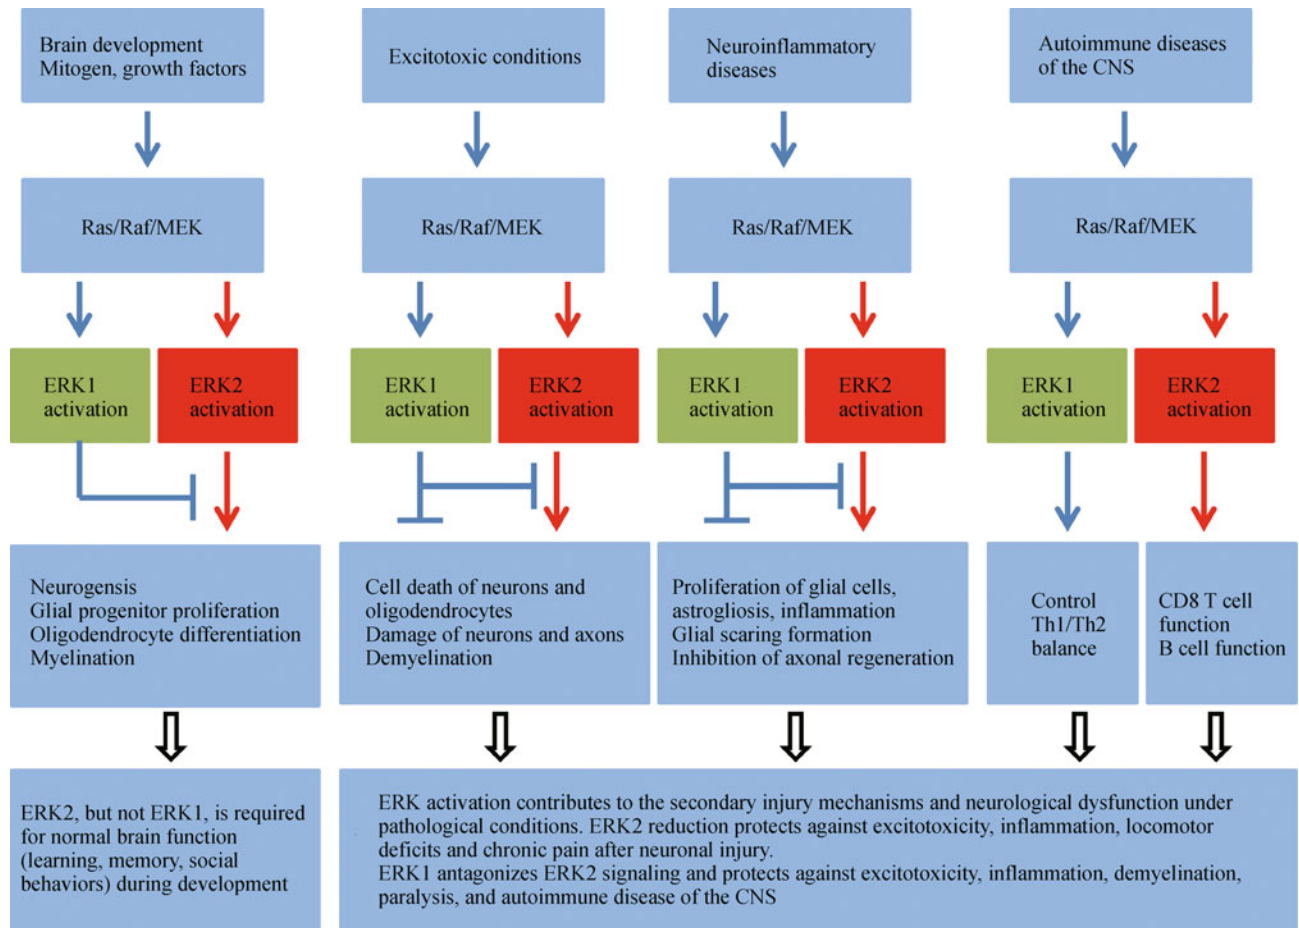 Brain development
Mitogen, growth factors
Excitotoxic conditions
Neuroinflammatory
diseases
Autoimmune diseases
of the CNS
Ras/Raf/MEK
Ras/Raf/MEK
Ras/Raf/MEK
Ras/Raf/MEK
ERK1
activation
ERK2
activation
ERK1
activation
ERK2
activation
ERK1
activation
ERK2
activation
ERK1
activation
ERK2
activation
Neurogensis
Glial progenitor proliferation
Oligodendrocyte differentiation
Myelination
Cell death of neurons and
oligodendrocytes
Damage of neurons and axons
Demyelination
Proliferation of glial cells,
astrogliosis, inflammation
Glial scaring formation
Inhibition of axonal regeneration
Control
Th1/Th2
balance
CD8 T cell
function
B cell function
ERK2, but not ERK1, is required
for normal brain function
(learning, memory, social
behaviors) during development
ERK activation contributes to the secondary injury mechanisms and neurological dysfunction under
pathological conditions. ERK2 reduction protects against excitotoxicity, inflammation, locomotor
deficits and chronic pain after neuronal injury.
ERK1 antagonizes ERK2 signaling and protects against excitotoxicity, inflammation, demyelination,
paralysis, and autoimmune disease of the CNS